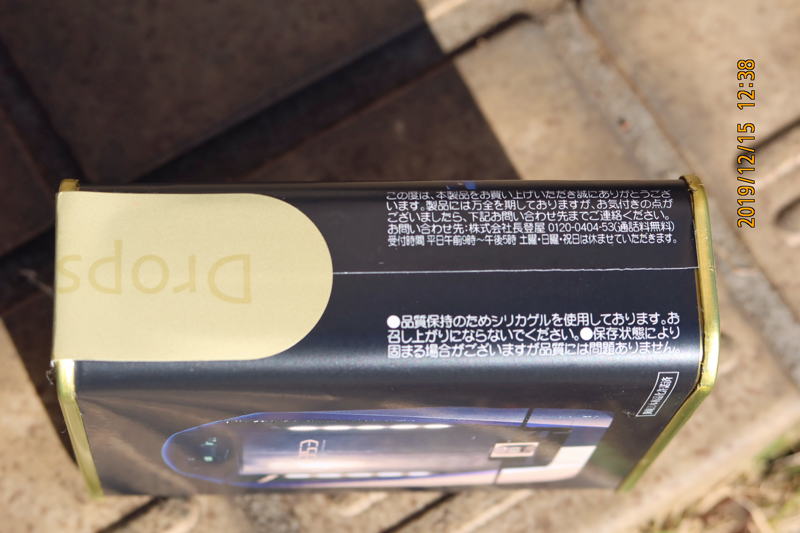 この度は、本製品をお買い上げいただき誠にありがとうござ
います。製品には万全を期しておりますが、お気付きの点が
ございましたら、下記お問い合わせ先までご連絡ください。
お問い合わせ先:株式会社長登屋 0120-0404-53(通話料無料)
受付時間 平日午前9時〜午後5時 土曜・日曜・祝日は休ませていただきます。
●品質保持のためシリカゲルを使用しております。お
召し上がりにならないでください。●保存状態により
固まる場合がございますが品質には問題ありません。
Drops
2019/12/15 12:38